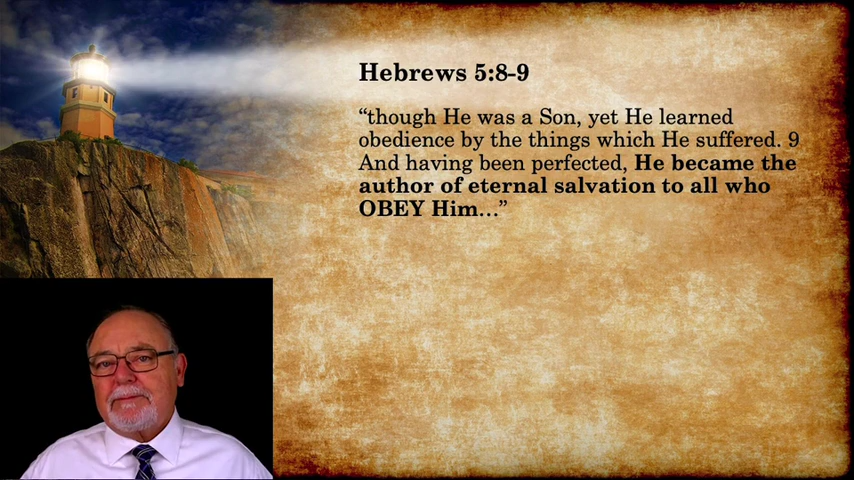 Hebrews 5:8-9
“though He was a Son, yet He learned
obedience by the things which He suffered. 9
And having been perfected, He became the
author of eternal salvation to all who
OBEY Him…”